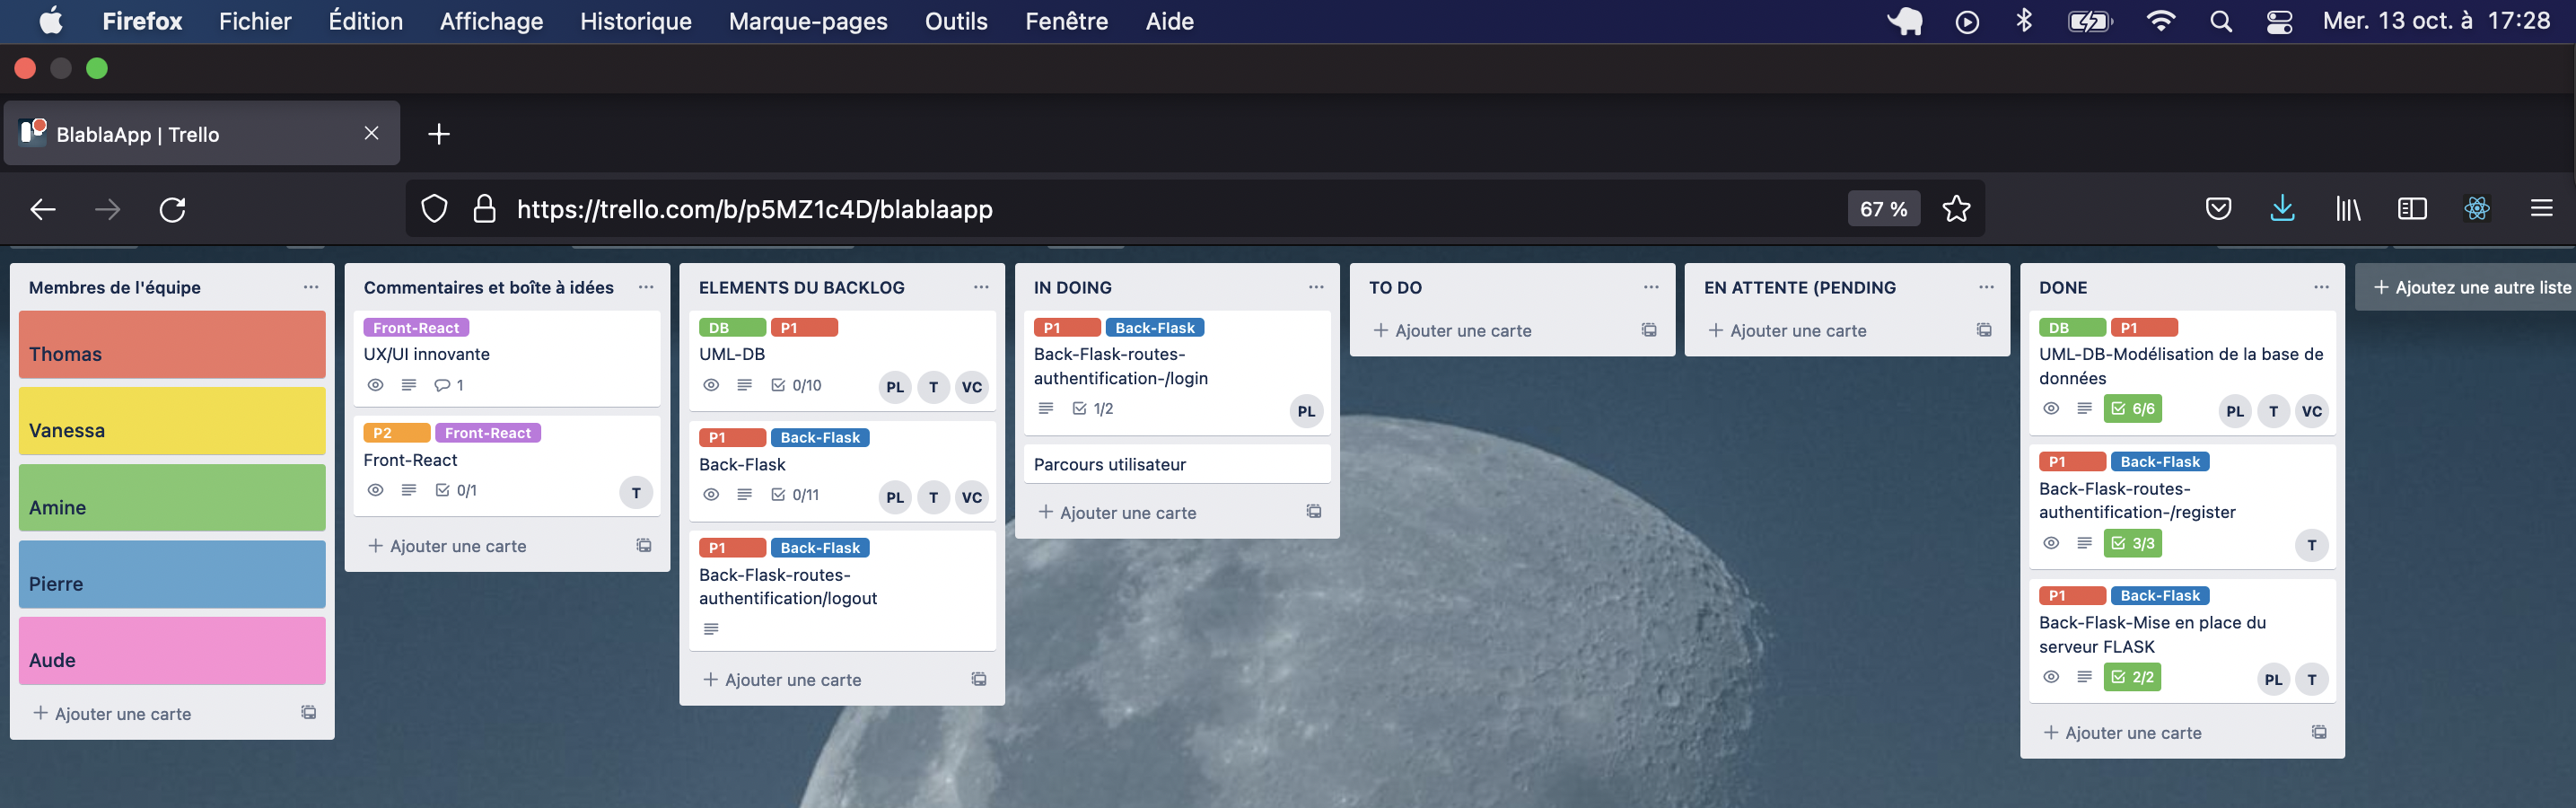 Firefox Fichier Édition Affichage Historique Marque-pages Outils Fenêtre Aide Mer. 13 oct. à 17:28
BlablaApp | Trello
https://trello.com/b/p5MZ1c4D/blablaapp 67 %
Membres de l'équipe
Thomas
Vanessa
Amine
Pierre
Aude
Ajouter une carte
Commentaires et boîte à idées
Front-React
UX/UI innovante
1
P2 Front-React
Front-React
0/1
T
Ajouter une carte
ELEMENTS DU BACKLOG
DB P1
UML-DB
0/10 PL T VC
P1 Back-Flask
Back-Flask
0/11 PL T VC
P1 Back-Flask
Back-Flask-routes-
authentification/logout
Ajouter une carte
IN DOING
P1 Back-Flask
Back-Flask-routes-
authentification-/login
1/2 PL
Parcours utilisateur
Ajouter une carte
TO DO
Ajouter une carte
EN ATTENTE (PENDING
Ajouter une carte
DONE
DB P1
UML-DB-Modélisation de la base de
données
6/6 PL T VC
P1 Back-Flask
Back-Flask-routes-
authentification-/register
3/3 T
P1 Back-Flask
Back-Flask-Mise en place du
serveur FLASK
2/2 PL T
Ajouter une carte
Ajoutez une autre liste